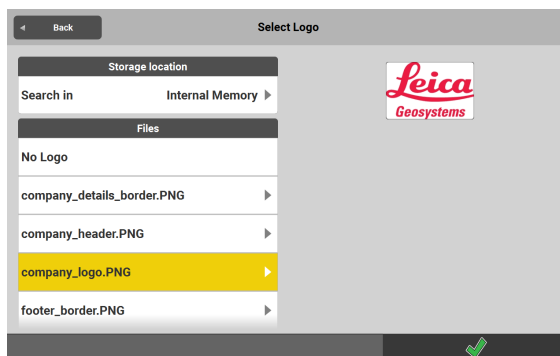 Back
Select Logo
Storage location
Search in Internal Memory
Files
No Logo
company_details_border.PNG
company_header.PNG
company_logo.PNG
footer_border.PNG
Leica
Geosystems